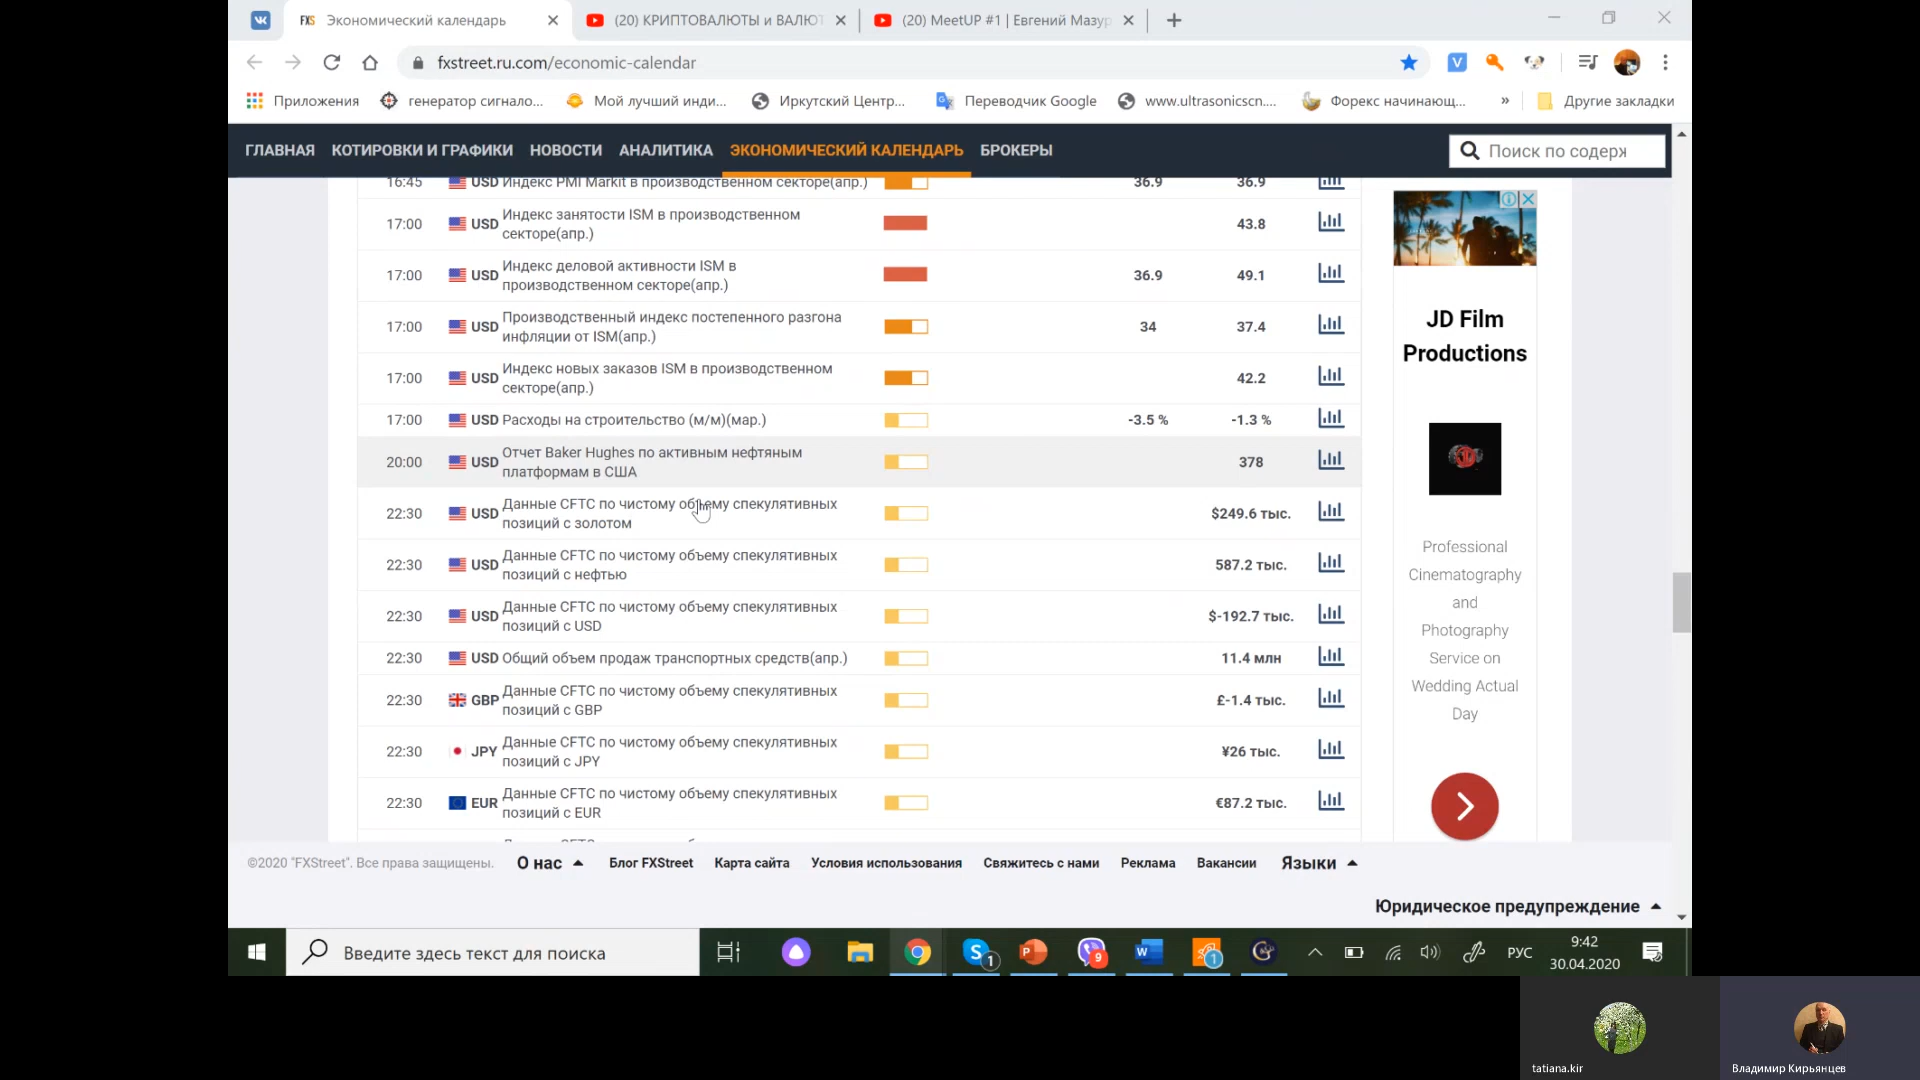 Экономический календарь
(20) КРИПТОВАЛЮТЫ и ВАЛЮТ
(20) MeetUP #1 | Евгений Мазур
fxstreet.ru.com/economic-calendar
Приложения
генератор сигнало...
Мой лучший инди...
Иркутский Центр...
Переводчик Google
www.ultrasonicscn....
Форекс начинающ...
»
Другие закладки
ГЛАВНАЯ КОТИРОВКИ И ГРАФИКИ НОВОСТИ АНАЛИТИКА ЭКОНОМИЧЕСКИЙ КАЛЕНДАРЬ БРОКЕРЫ
Поиск по содерж
16:45 USD Индекс PMI Markit в производственном секторе(апр.) 36.9 36.9
17:00 USD Индекс занятости ISM в производственном
секторе(апр.) 43.8
17:00 USD Индекс деловой активности ISM в
производственном секторе(апр.) 36.9 49.1
17:00 USD Производственный индекс постепенного разгона
инфляции от ISM(апр.) 34 37.4
17:00 USD Индекс новых заказов ISM в производственном
секторе(апр.) 42.2
17:00 USD Расходы на строительство (м/м)(мар.) -3.5 % -1.3 %
20:00 USD Отчет Baker Hughes по активным нефтяным
платформам в США 378
22:30 USD Данные CFTC по чистому объему спекулятивных
позиций с золотом $249.6 тыс.
22:30 USD Данные CFTC по чистому объему спекулятивных
позиций с нефтью 587.2 тыс.
22:30 USD Данные CFTC по чистому объему спекулятивных
позиций с USD $-192.7 тыс.
22:30 USD Общий объем продаж транспортных средств(апр.) 11.4 млн
22:30 GBP Данные CFTC по чистому объему спекулятивных
позиций с GBP £-1.4 тыс.
22:30 JPY Данные CFTC по чистому объему спекулятивных
позиций с JPY ¥26 тыс.
22:30 EUR Данные CFTC по чистому объему спекулятивных
позиций с EUR €87.2 тыс.
JD Film
Productions
Professional
Cinematography
and
Photography
Service on
Wedding Actual
Day
©2020 "FXStreet". Все права защищены. О нас Блог FXStreet Карта сайта Условия использования Свяжитесь с нами Реклама Вакансии Языки
Юридическое предупреждение
Введите здесь текст для поиска
РУС
9:42
30.04.2020
tatiana.kir
Владимир Кирьянцев